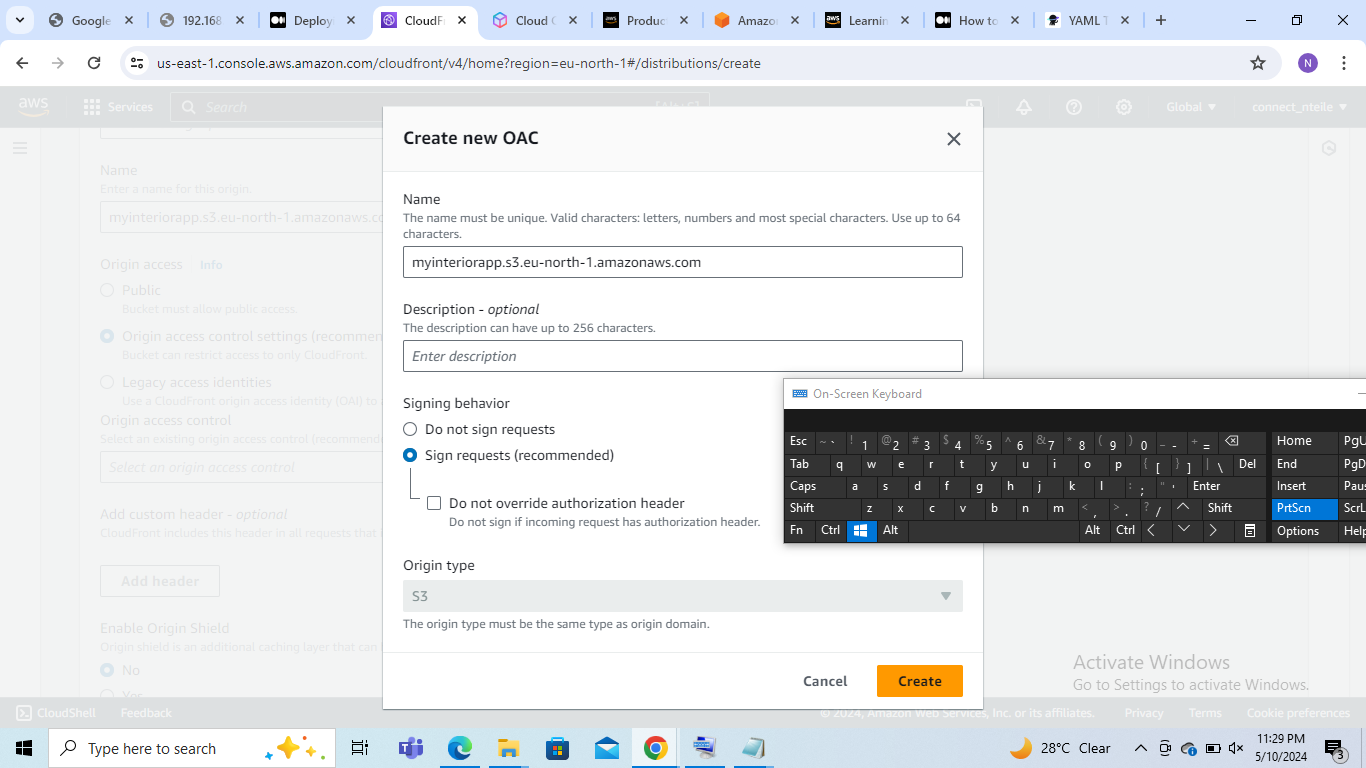 Google
192.168
Deploy
CloudF
Cloud C
Produc
Amazo
Learnin
How to
YAML T
us-east-1.console.aws.amazon.com/cloudfront/v4/home?region=eu-north-1#/distributions/create
N
aws
Services
Search
[Alt+S]
Global
connect_nteile
Create new OAC
Name
Enter a name for this origin.
myinteriorapp.s3.eu-north-1.amazonaws.co
Origin access Info
Public
Bucket must allow public access.
Origin access control settings (recommen
Bucket can restrict access to only CloudFront.
Legacy access identities
Use a CloudFront origin access identity (OAI) to a
Origin access control
Select an existing origin access control (recommende
Select an origin access control
Add custom header - optional
CloudFront includes this header in all requests that i
Add header
Enable Origin Shield
Origin shield is an additional caching layer that can
No
Yes
Name
The name must be unique. Valid characters: letters, numbers and most special characters. Use up to 64
characters.
myinteriorapp.s3.eu-north-1.amazonaws.com
Description - optional
The description can have up to 256 characters.
Enter description
Signing behavior
Do not sign requests
Sign requests (recommended)
Do not override authorization header
Do not sign if incoming request has authorization header.
Origin type
S3
The origin type must be the same type as origin domain.
Cancel
Create
On-Screen Keyboard
Esc ~ ` ! 1 @ 2 # 3 $ 4 % 5 ^ 6 & 7 * 8 ( 9 ) 0 _ - + = Home PgU
Tab q w e r t y u i o p { [ } ] | \ Del End PgD
Caps a s d f g h j k l : ; " ' Enter Insert Paus
Shift z x c v b n m < , > . ? / Shift PrtScn ScrL
Fn Ctrl Alt Alt Ctrl Options Help
Activate Windows
Go to Settings to activate Windows.
CloudShell
Feedback
© 2024, Amazon Web Services, Inc. or its affiliates.
Privacy
Terms
Cookie preferences
Type here to search
28°C Clear
11:29 PM
5/10/2024
3